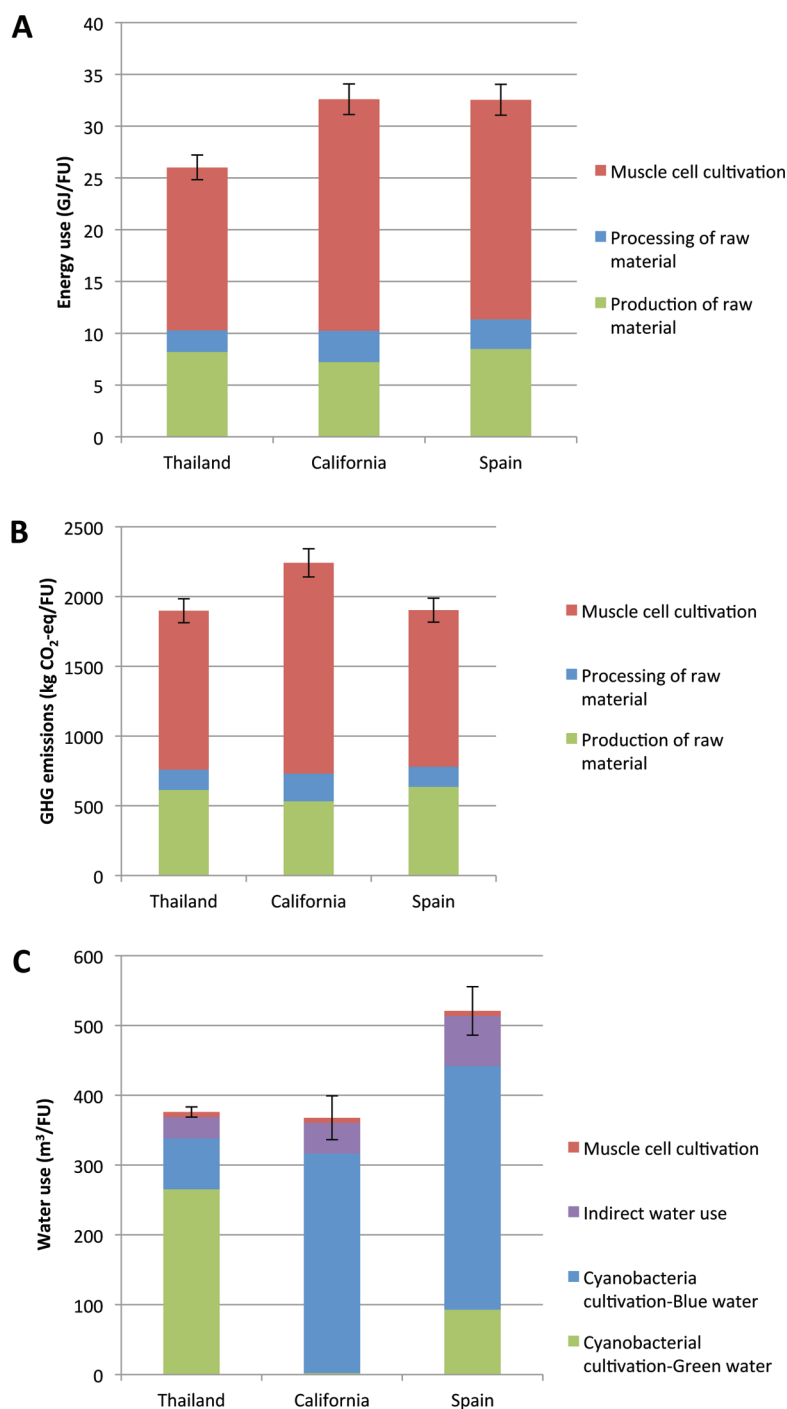 A
Energy use (GJ/FU)
40
35
30
25
20
15
10
5
0
Thailand
California
Spain
Muscle cell cultivation
Processing of raw
material
Production of raw
material
B
GHG emissions (kg CO₂-eq/FU)
2500
2000
1500
1000
500
0
Thailand
California
Spain
Muscle cell cultivation
Processing of raw
material
Production of raw
material
C
Water use (m³/FU)
600
500
400
300
200
100
0
Thailand
California
Spain
Muscle cell cultivation
Indirect water use
Cyanobacteria
cultivation-Blue water
Cyanobacterial
cultivation-Green water